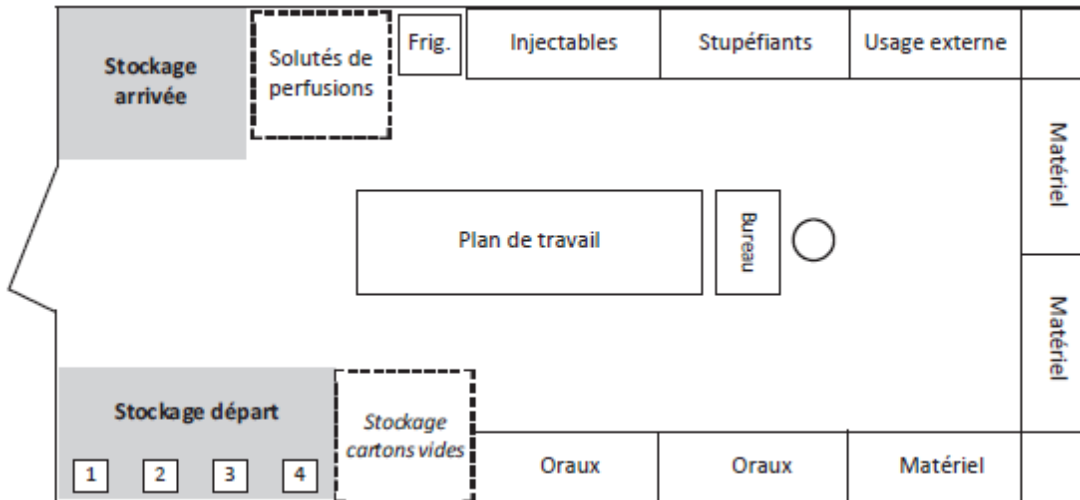 Stockage
arrivée
Solutés de
perfusions
Frig.
Injectables
Stupéfiants
Usage externe
Matériel
Plan de travail
Bureau
Matériel
Stockage départ
1
2
3
4
Stockage
cartons vides
Oraux
Oraux
Matériel